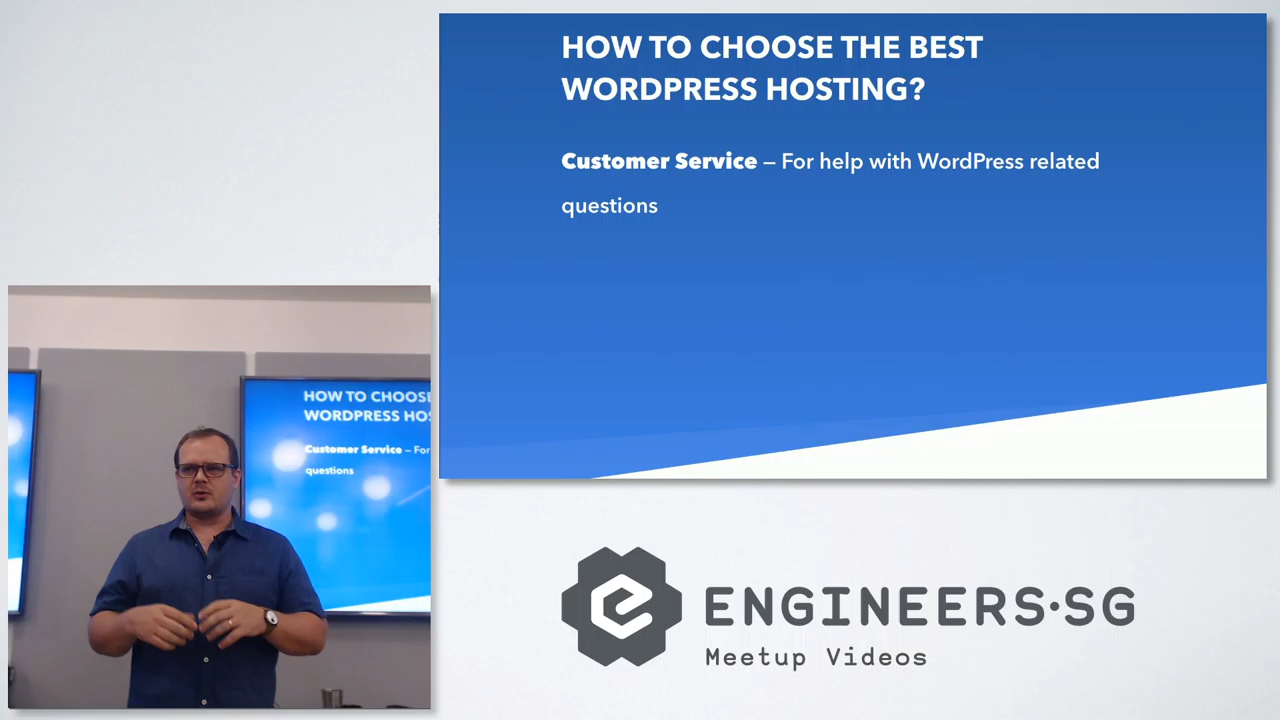 HOW TO CHOOSE THE BEST
WORDPRESS HOSTING?
Customer Service – For help with WordPress related
questions
HOW TO CHOOSE
WORDPRESS HOS
Customer Service – For
questions
ENGINEERS·SG
Meetup Videos